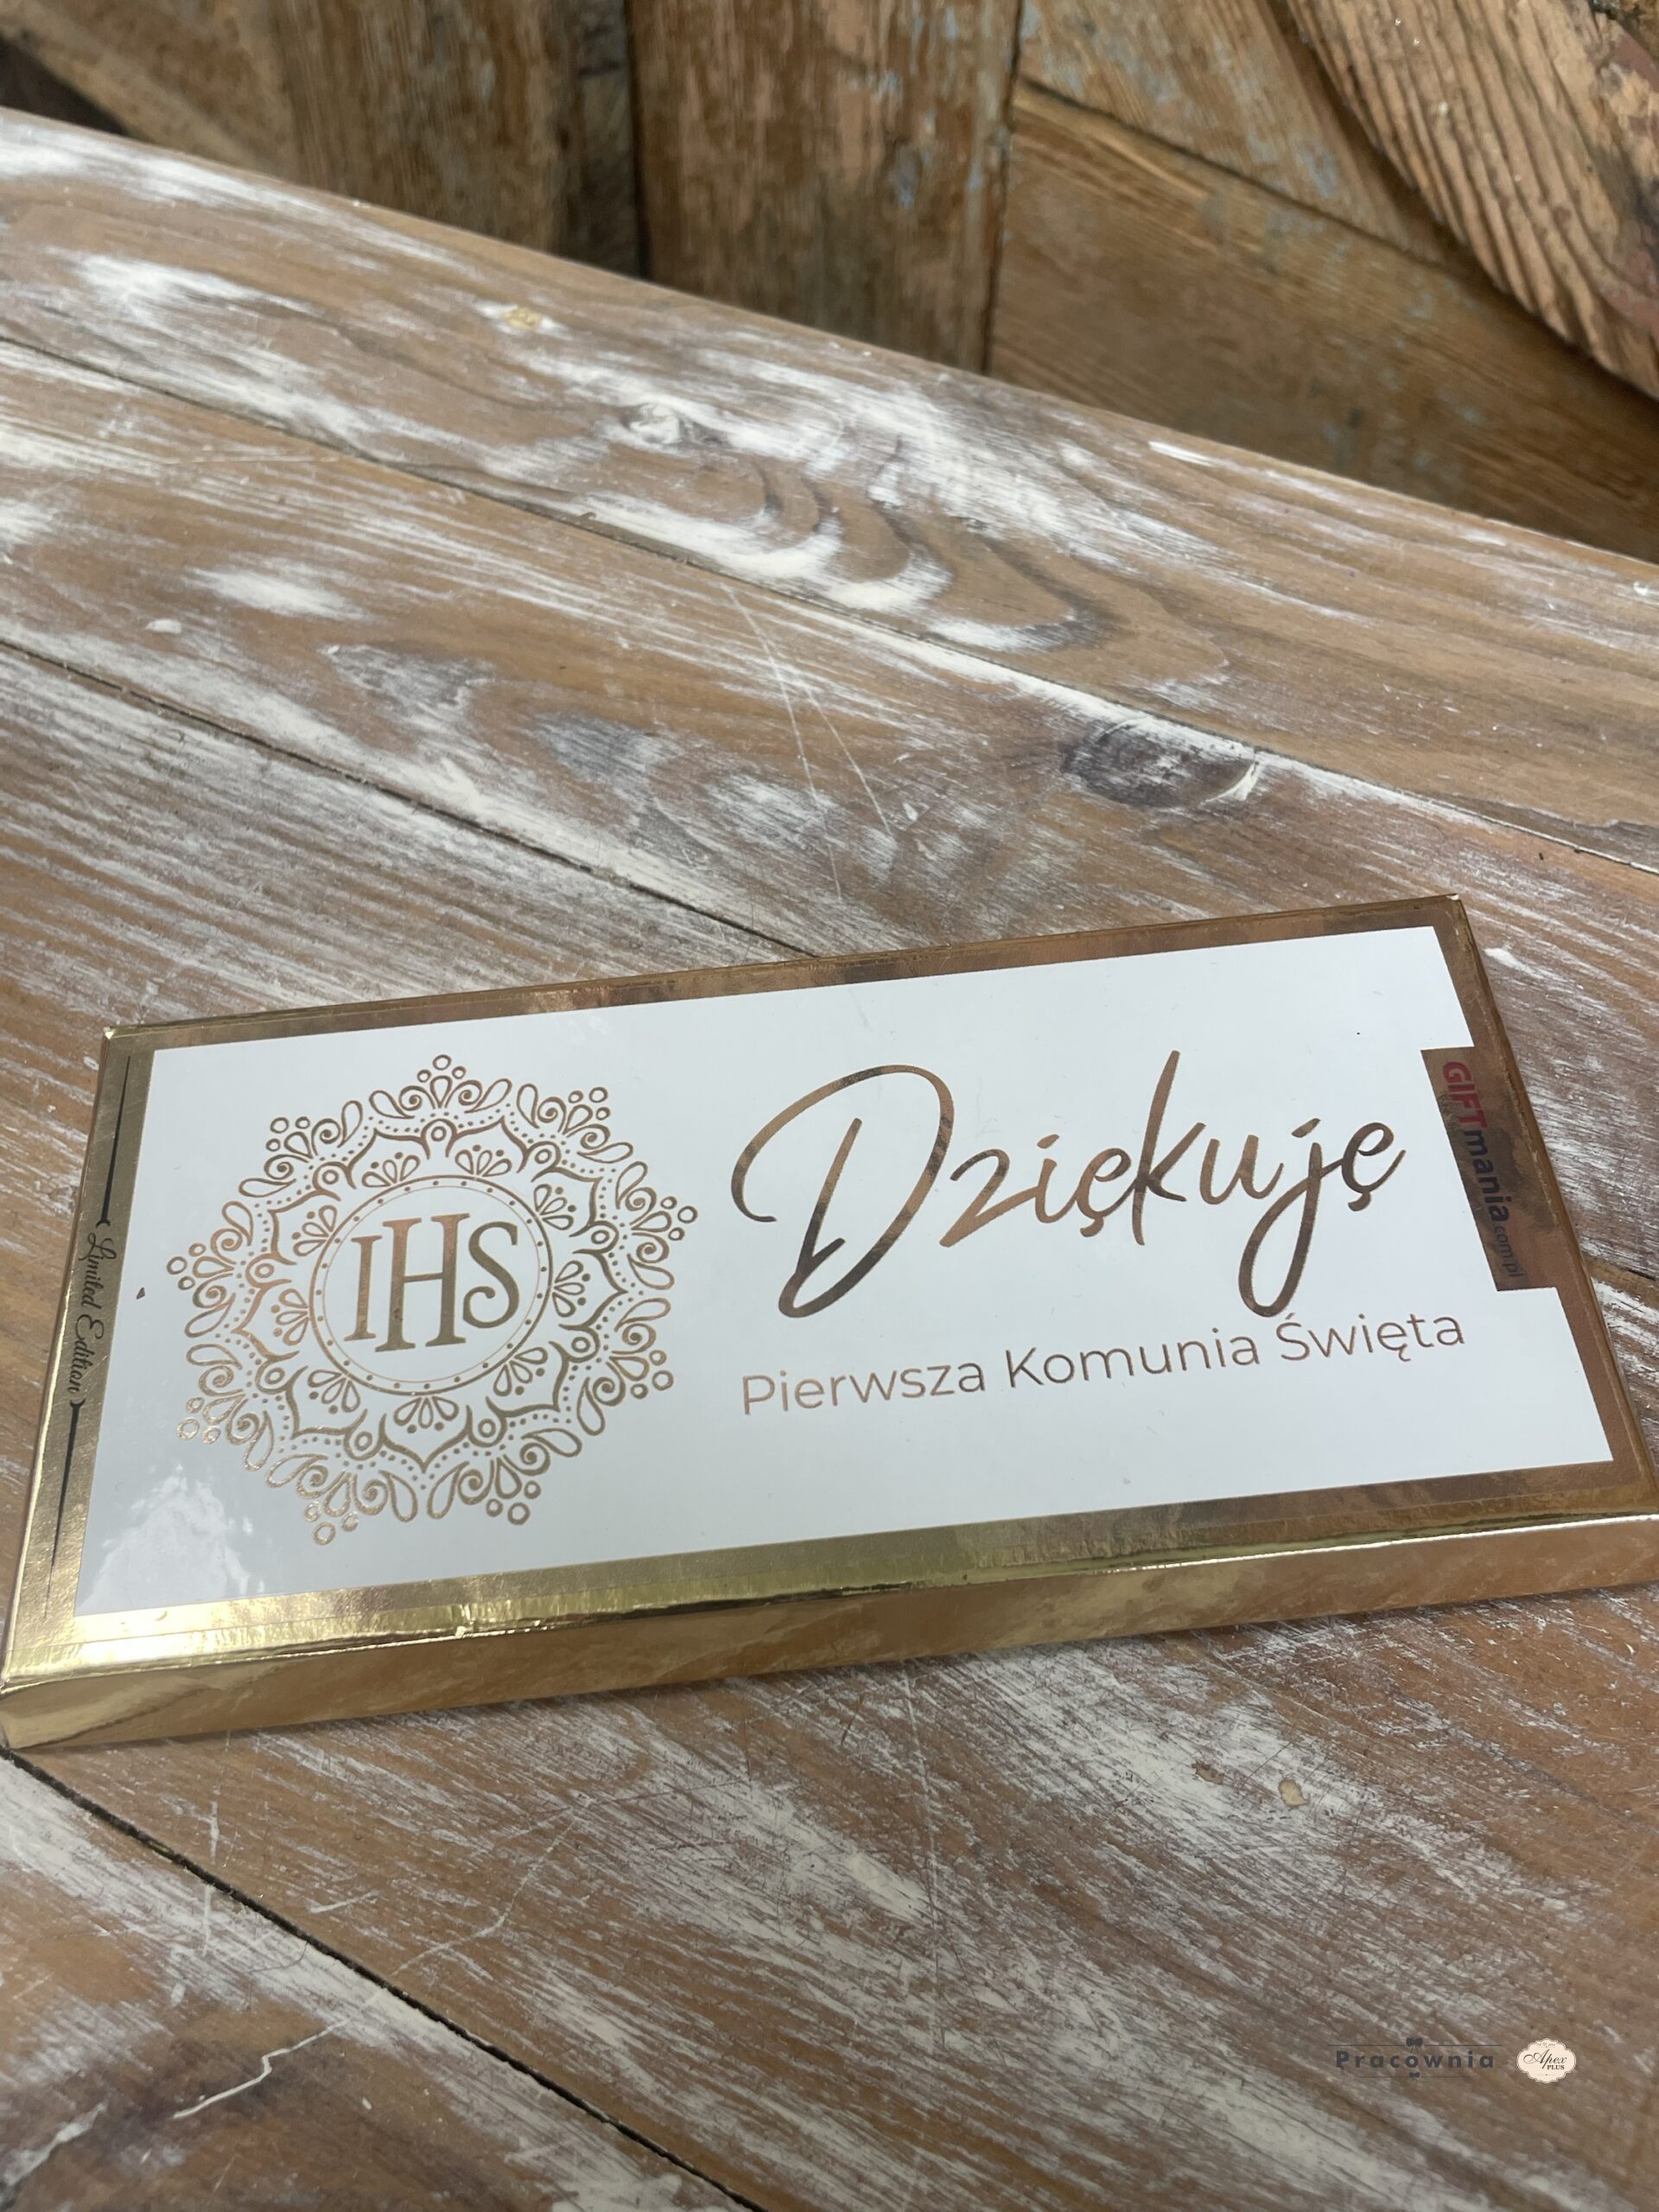 Limited Edition
IHS
Dziękuję
Pierwsza Komunia Święta
GIFTmania.com.pl
Pracownia
Apex
PLUS